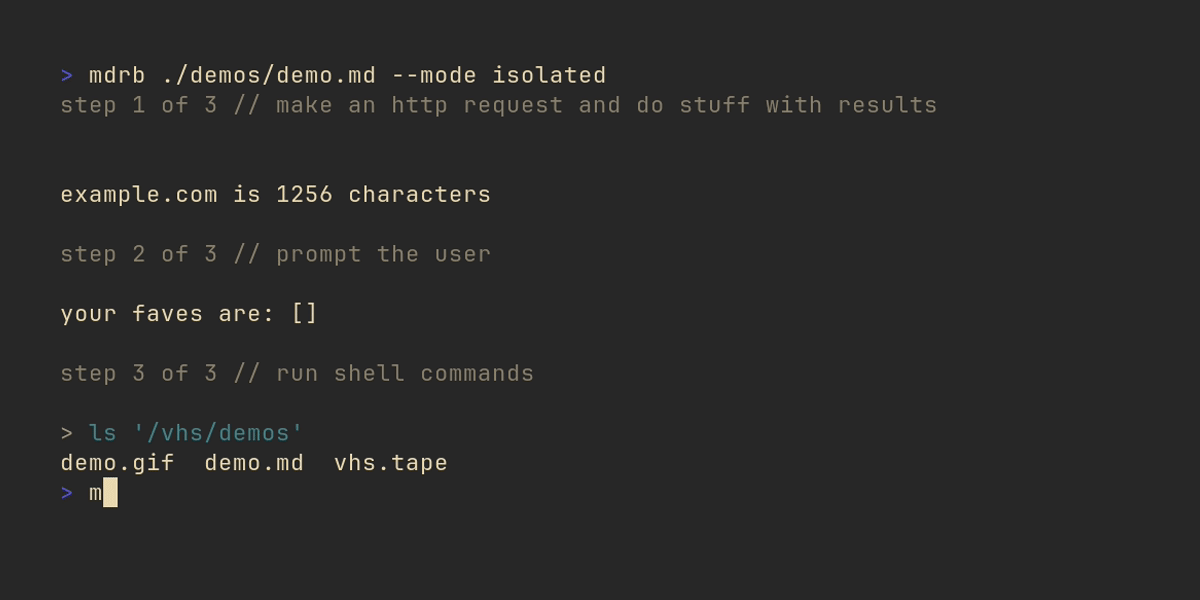 > mdrb ./demos/demo.md --mode isolated
step 1 of 3 // make an http request and do stuff with results
example.com is 1256 characters
step 2 of 3 // prompt the user
your faves are: []
step 3 of 3 // run shell commands
> ls '/vhs/demos'
demo.gif  demo.md  vhs.tape
> m